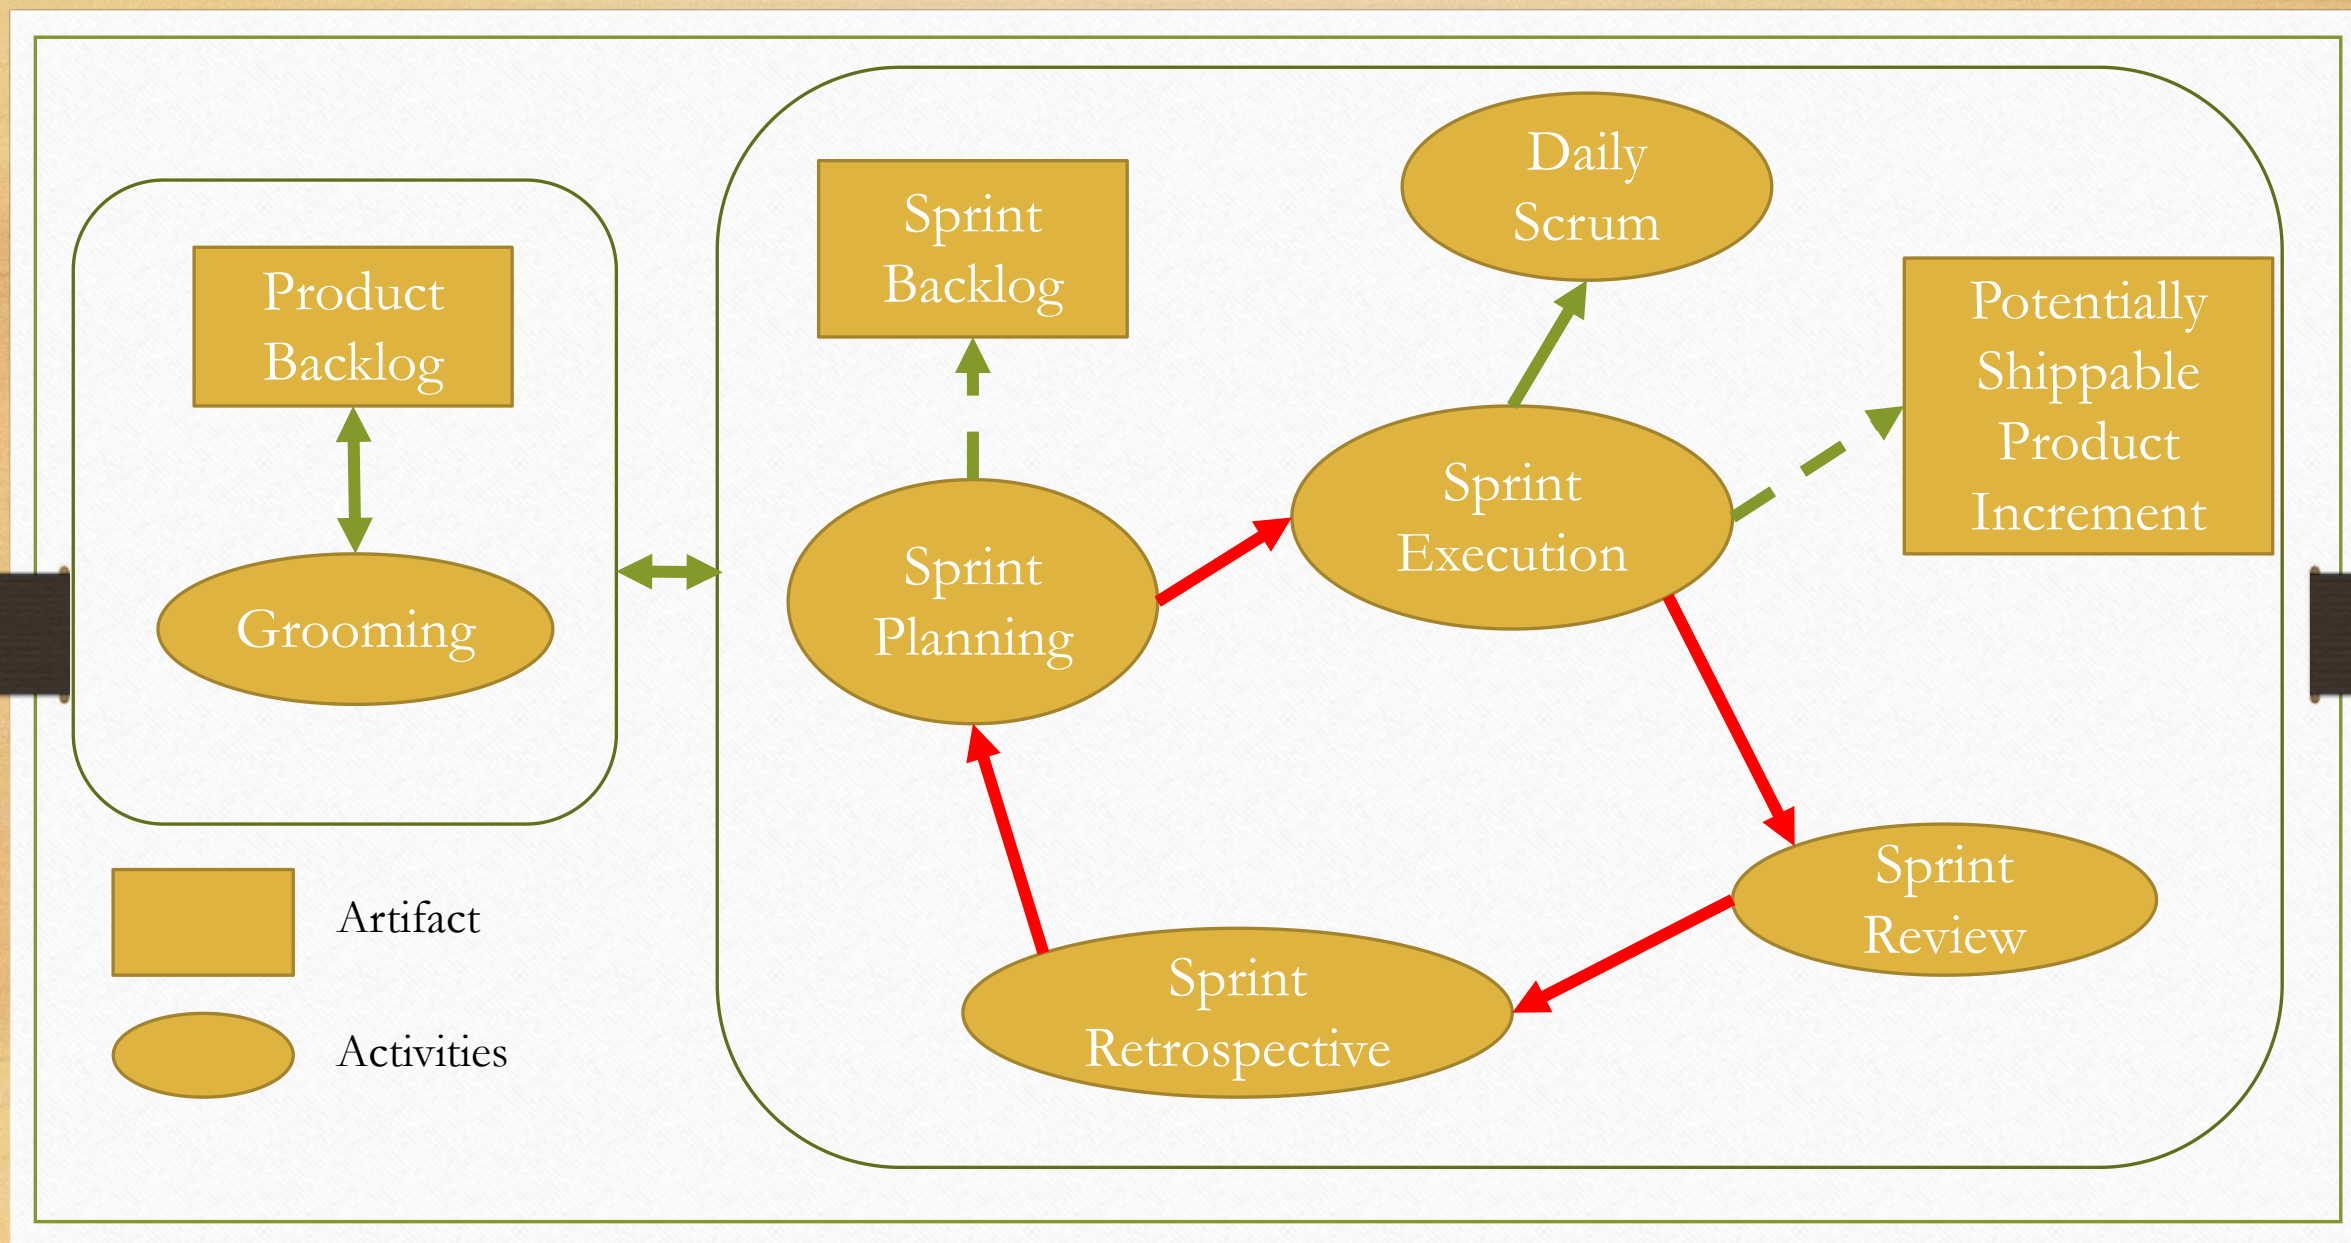 Product
Backlog
Grooming
Artifact
Activities
Sprint
Backlog
Sprint
Planning
Daily
Scrum
Sprint
Execution
Potentially
Shippable
Product
Increment
Sprint
Review
Sprint
Retrospective